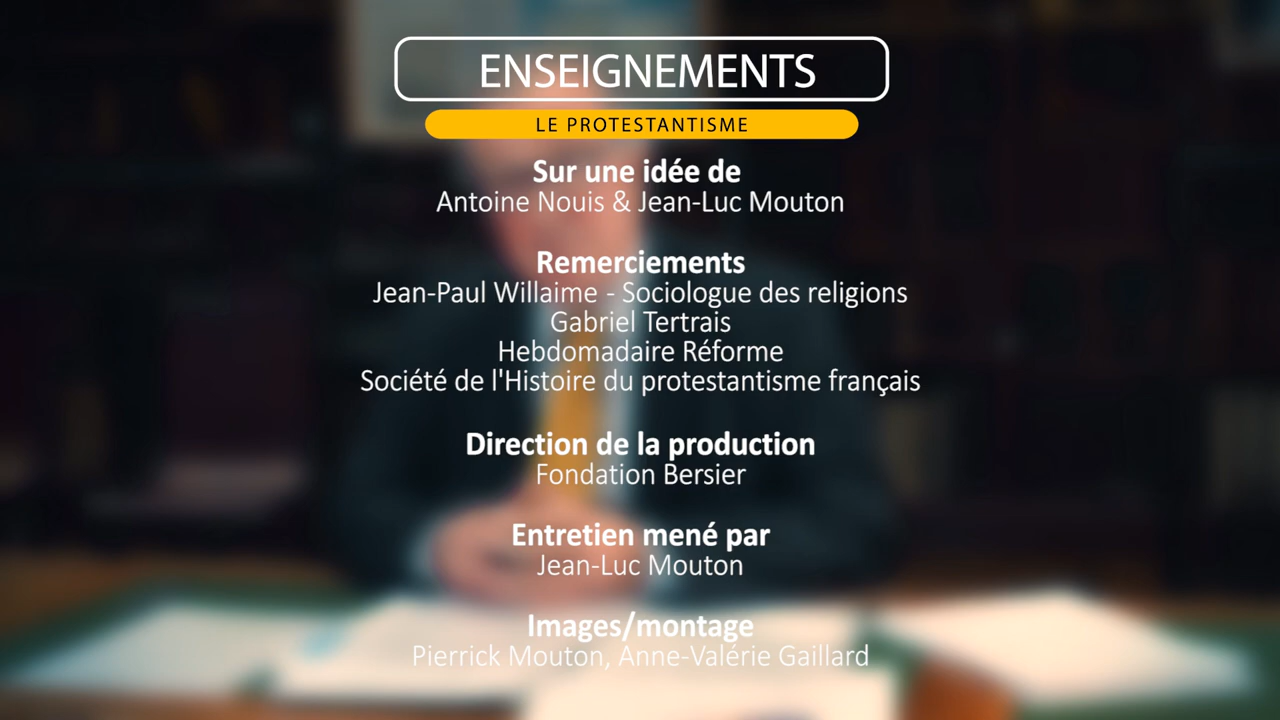 ENSEIGNEMENTS
LE PROTESTANTISME
Sur une idée de
Antoine Nouis & Jean-Luc Mouton
Remerciements
Jean-Paul Willaime - Sociologue des religions
Gabriel Tertrais
Hebdomadaire Réforme
Société de l'Histoire du protestantisme français
Direction de la production
Fondation Bersier
Entretien mené par
Jean-Luc Mouton
Images/montage
Pierrick Mouton, Anne-Valérie Gaillard